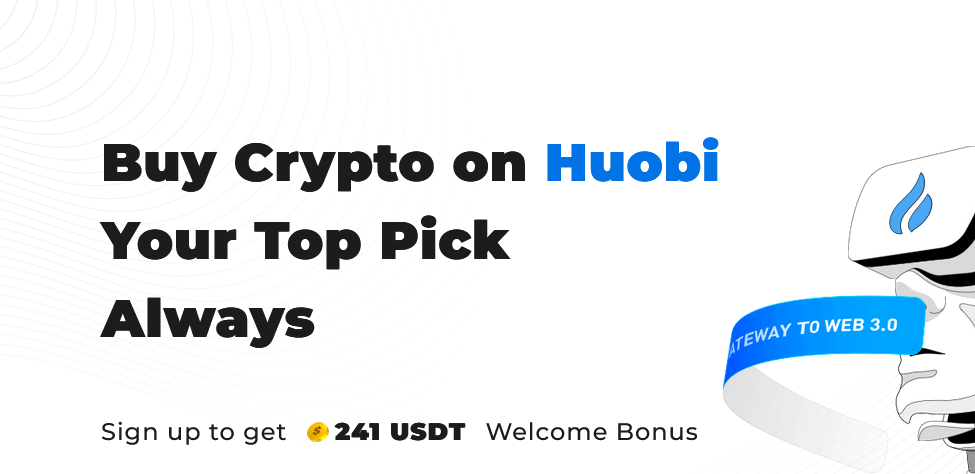 Buy Crypto on Huobi
Your Top Pick
Always
ATEWAY TO WEB 3.0
Sign up to get 241 USDT Welcome Bonus